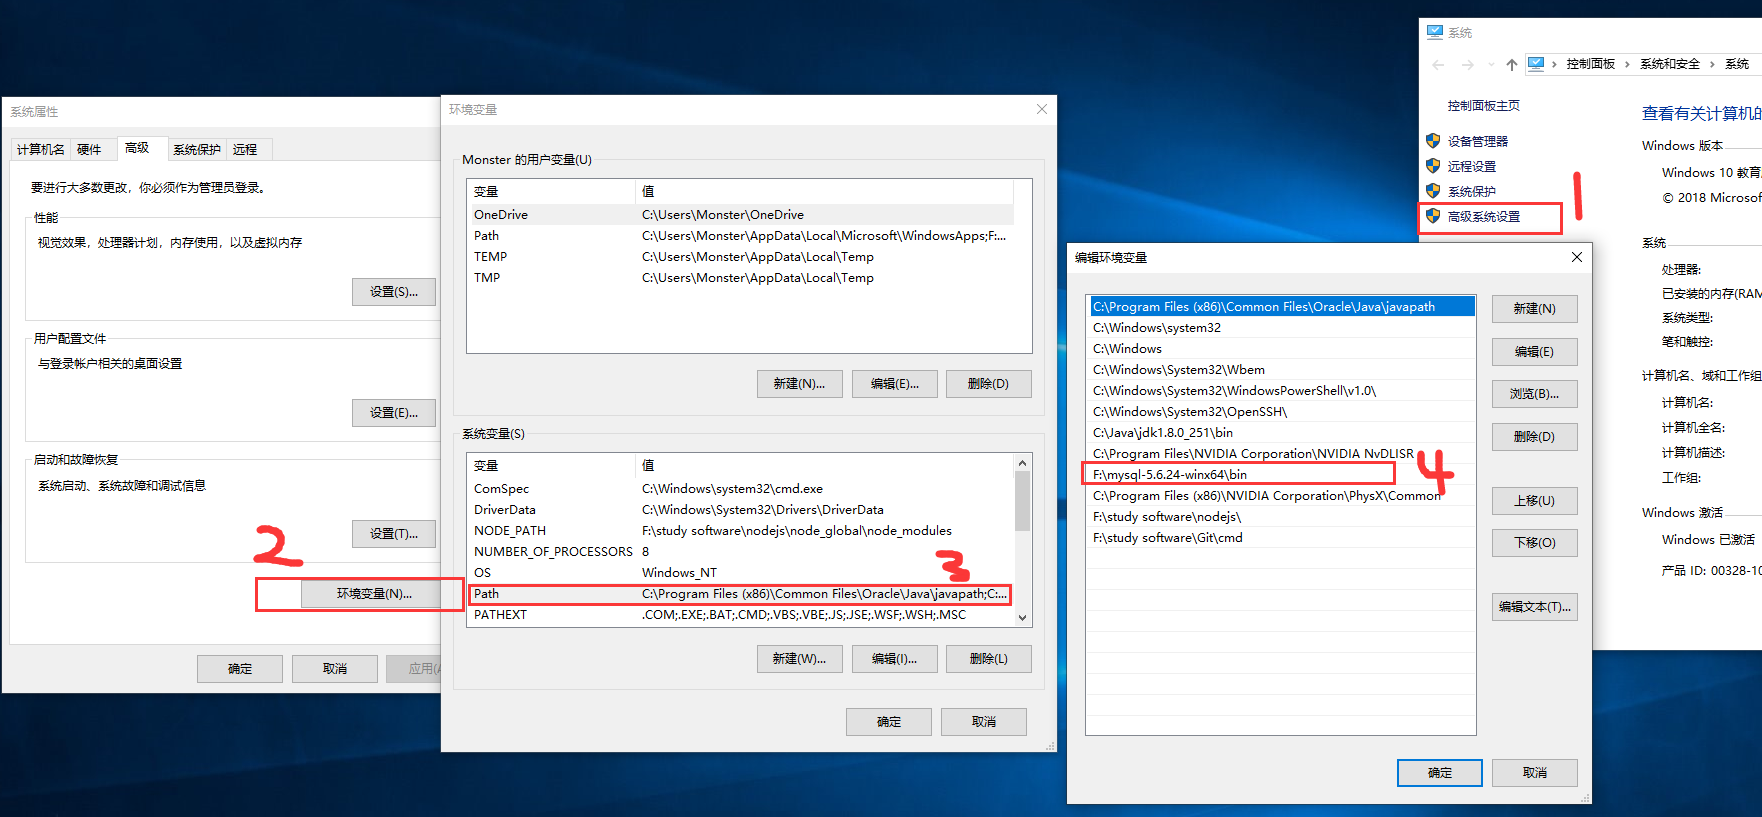 系统属性
计算机名 硬件 高级 系统保护 远程
要进行大多数更改，你必须作为管理员登录。
性能
视觉效果，处理器计划，内存使用，以及虚拟内存
设置(S)...
用户配置文件
与登录帐户相关的桌面设置
设置(E)...
启动和故障恢复
系统启动、系统故障和调试信息
设置(T)...
2
环境变量(N)...
确定 取消 应用(A
环境变量
Monster 的用户变量(U)
变量 值
OneDrive C:\Users\Monster\OneDrive
Path C:\Users\Monster\AppData\Local\Microsoft\WindowsApps;F:...
TEMP C:\Users\Monster\AppData\Local\Temp
TMP C:\Users\Monster\AppData\Local\Temp
新建(N)... 编辑(E)... 删除(D)
系统变量(S)
变量 值
ComSpec C:\Windows\system32\cmd.exe
DriverData C:\Windows\System32\Drivers\DriverData
NODE_PATH F:\study software\nodejs\node_global\node_modules
NUMBER_OF_PROCESSORS 8
OS Windows_NT
3
Path C:\Program Files (x86)\Common Files\Oracle\Java\javapath;C:...
PATHEXT .COM;.EXE;.BAT;.CMD;.VBS;.VBE;.JS;.JSE;.WSF;.WSH;.MSC
新建(W)... 编辑(I)... 删除(L)
确定 取消
系统
控制面板 系统和安全 系统
控制面板主页
设备管理器
远程设置
系统保护
高级系统设置
1
查看有关计算机的
Windows 版本
Windows 10 教育
© 2018 Microsof
系统
处理器:
已安装的内存(RAM
系统类型:
笔和触控:
计算机名、域和工作组
计算机名:
计算机全名:
计算机描述:
工作组:
Windows 激活
Windows 已激活
产品 ID: 00328-10
编辑环境变量
C:\Program Files (x86)\Common Files\Oracle\Java\javapath
C:\Windows\system32
C:\Windows
C:\Windows\System32\Wbem
C:\Windows\System32\WindowsPowerShell\v1.0\
C:\Windows\System32\OpenSSH\
C:\Java\jdk1.8.0_251\bin
C:\Program Files\NVIDIA Corporation\NVIDIA NvDLISR
F:\mysql-5.6.24-winx64\bin
4
C:\Program Files (x86)\NVIDIA Corporation\PhysX\Common
F:\study software\nodejs\
F:\study software\Git\cmd
新建(N)
编辑(E)
浏览(B)...
删除(D)
上移(U)
下移(O)
编辑文本(T)...
确定 取消